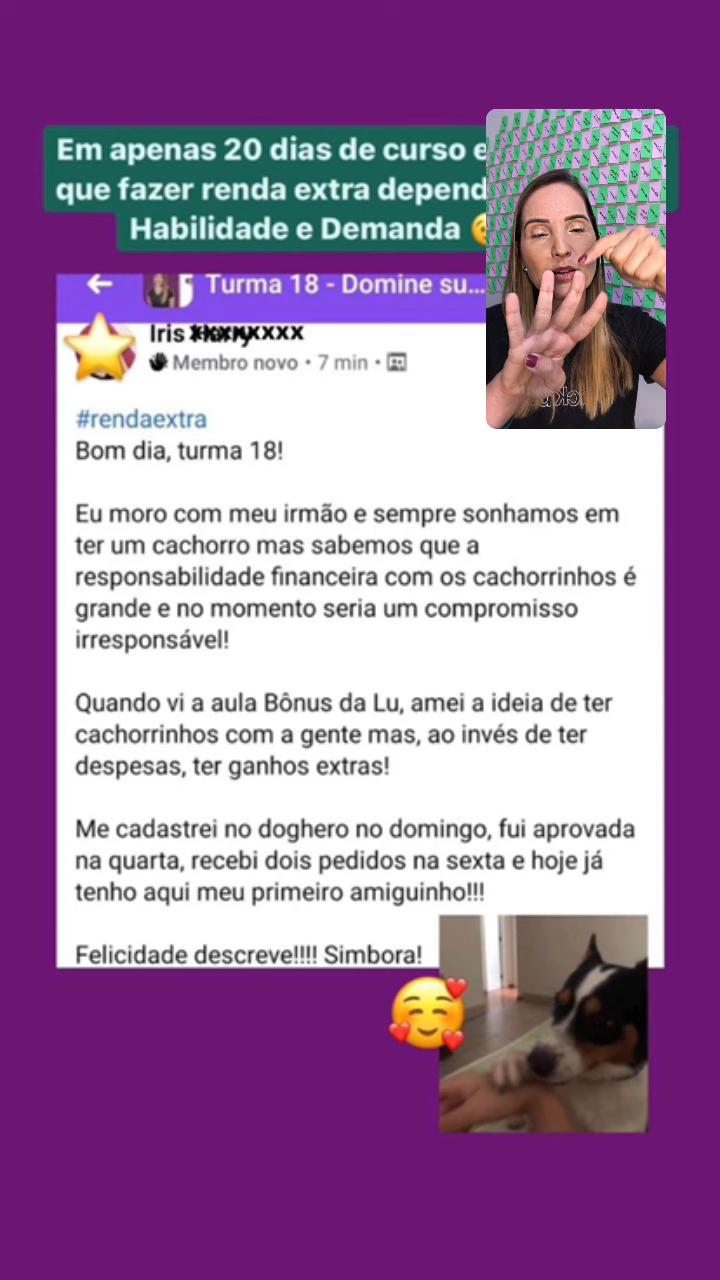 Em apenas 20 dias de curso e
que fazer renda extra depend
Habilidade e Demanda
Turma 18 - Domine su...
Iris
Membro novo • 7 min •
#rendaextra
Bom dia, turma 18!
Eu moro com meu irmão e sempre sonhamos em
ter um cachorro mas sabemos que a
responsabilidade financeira com os cachorrinhos é
grande e no momento seria um compromisso
irresponsável!
Quando vi a aula Bônus da Lu, amei a ideia de ter
cachorrinhos com a gente mas, ao invés de ter
despesas, ter ganhos extras!
Me cadastrei no doghero no domingo, fui aprovada
na quarta, recebi dois pedidos na sexta e hoje já
tenho aqui meu primeiro amiguinho!!!
Felicidade descreve!!!! Simbora!